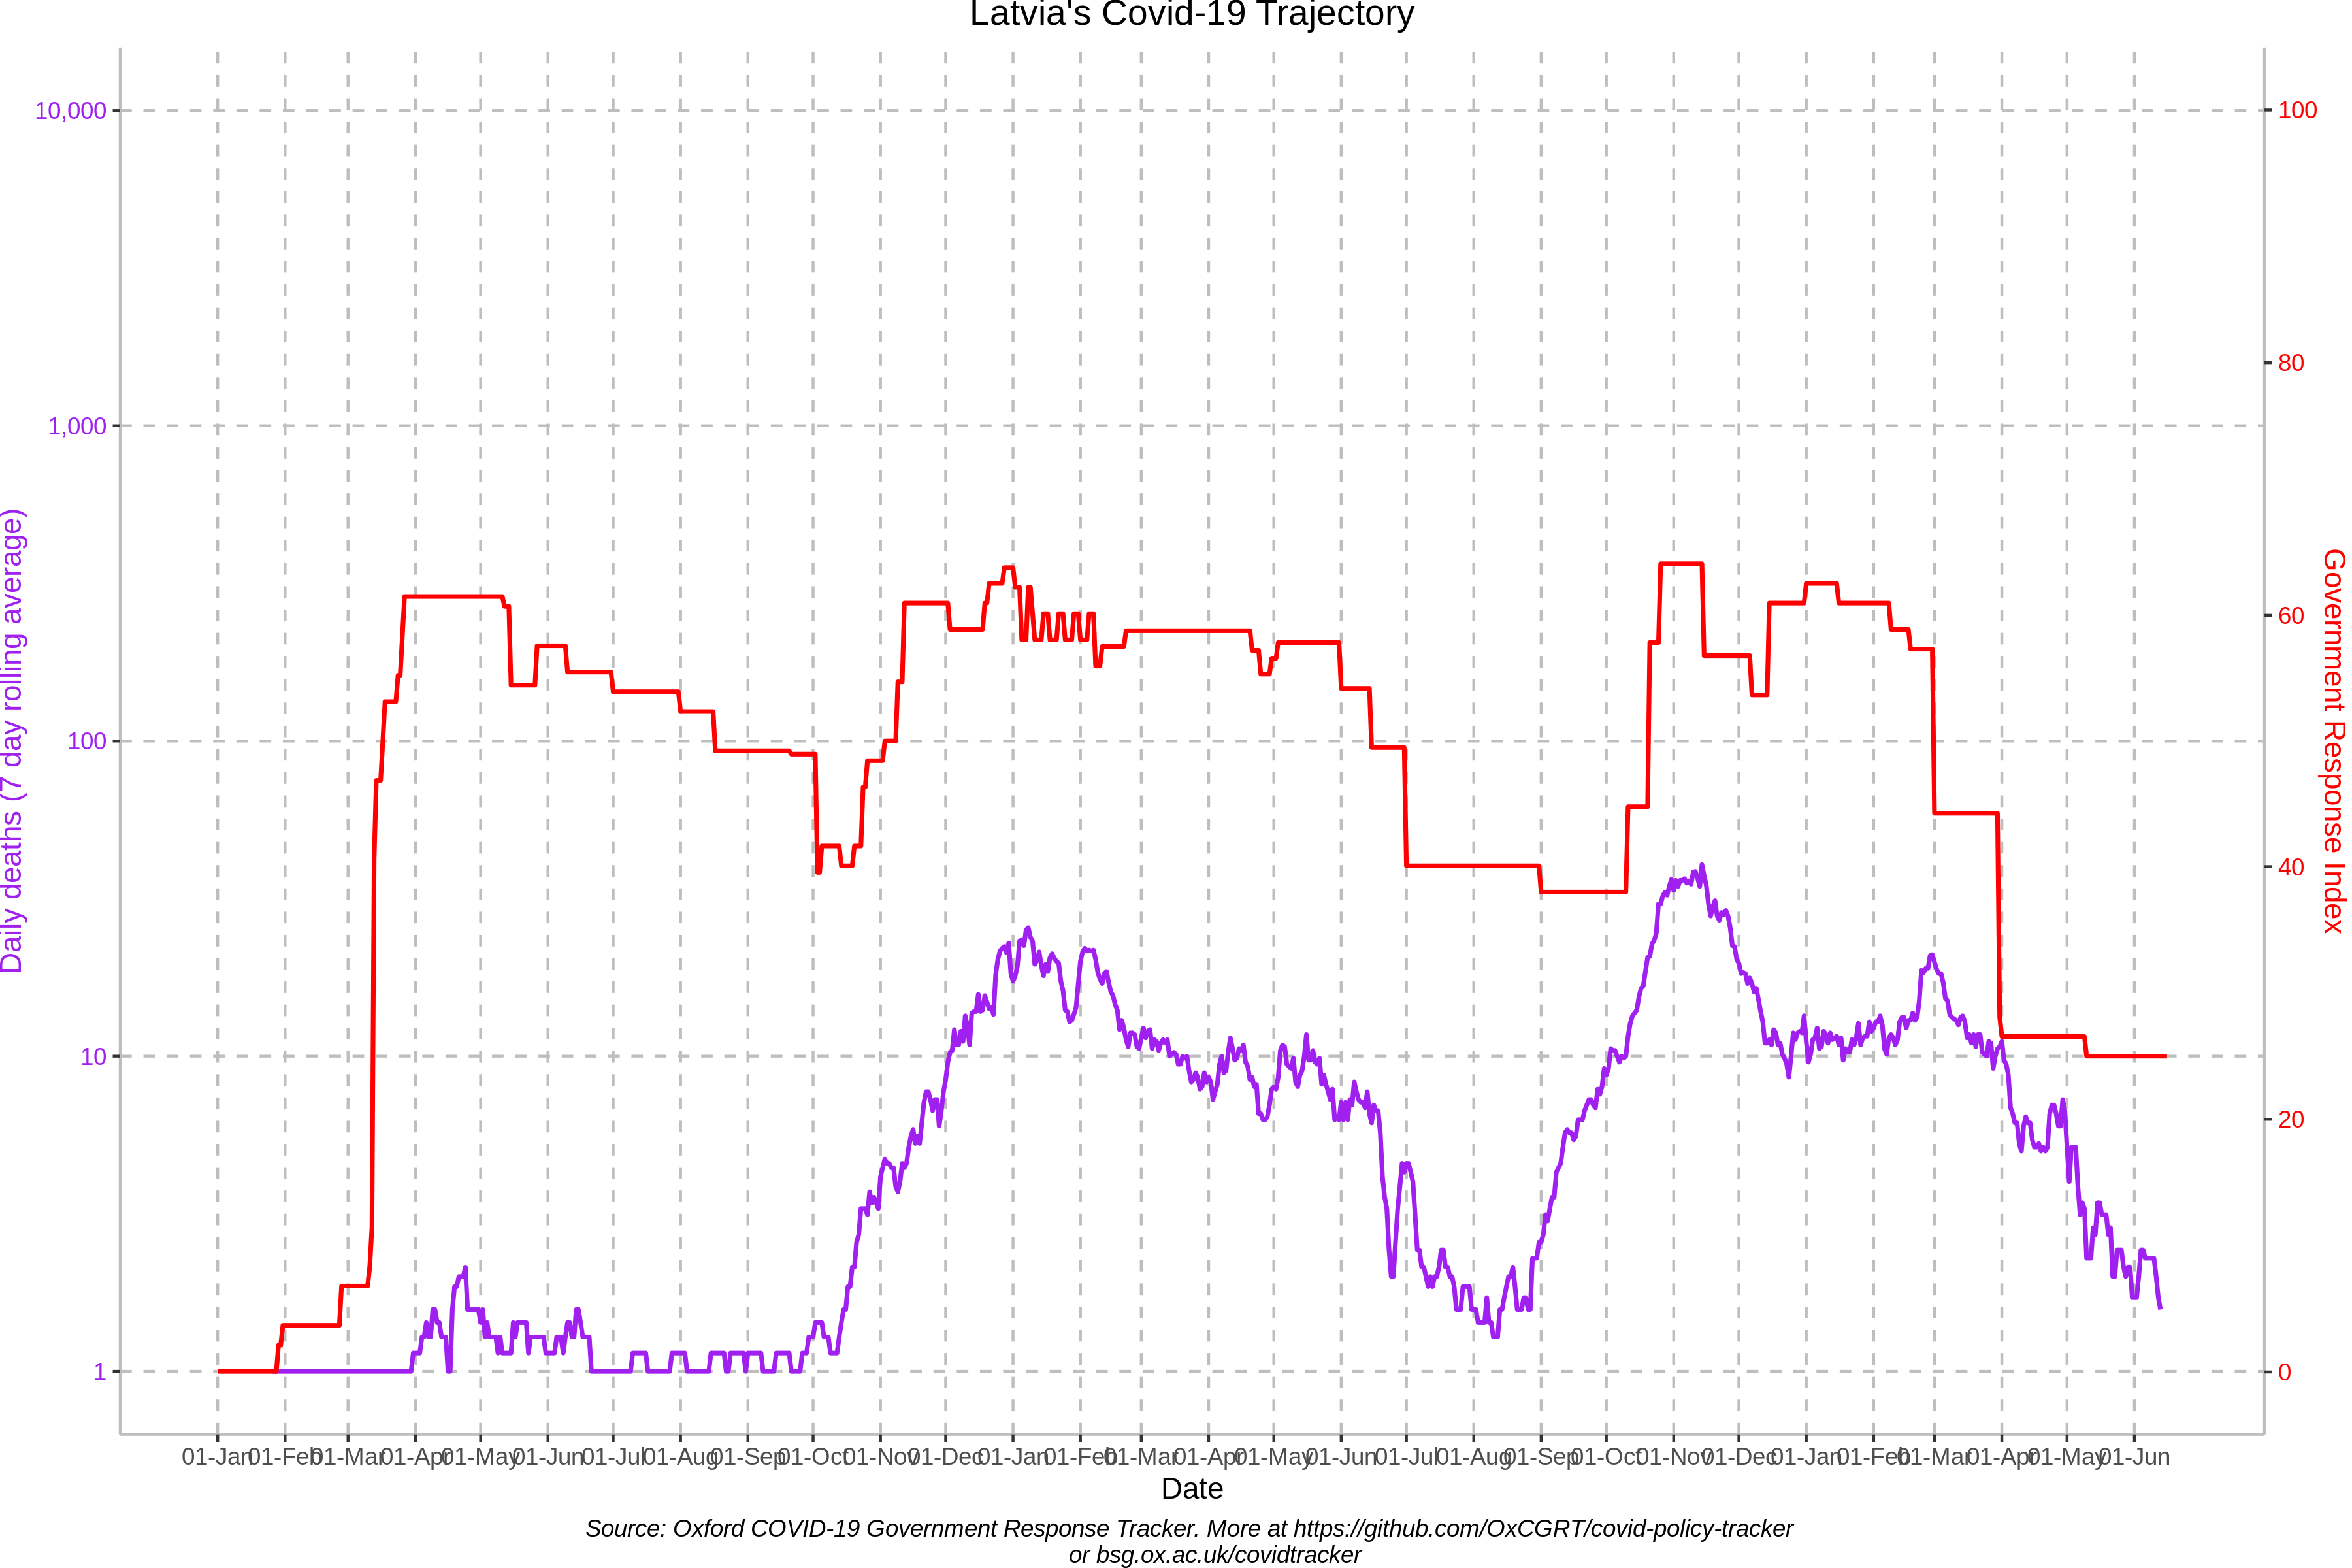 Latvia's Covid-19 Trajectory
10,000
1,000
100
10
1
Daily deaths (7 day rolling average)
100
80
60
40
20
0
Government Response Index
01-Jan 01-Feb 01-Mar 01-Apr 01-May 01-Jun 01-Jul 01-Aug 01-Sep 01-Oct 01-Nov 01-Dec 01-Jan 01-Feb 01-Mar 01-Apr 01-May 01-Jun 01-Jul 01-Aug 01-Sep 01-Oct 01-Nov 01-Dec 01-Jan 01-Feb 01-Mar 01-Apr 01-May 01-Jun
Date
Source: Oxford COVID-19 Government Response Tracker. More at https://github.com/OxCGRT/covid-policy-tracker
or bsg.ox.ac.uk/covidtracker